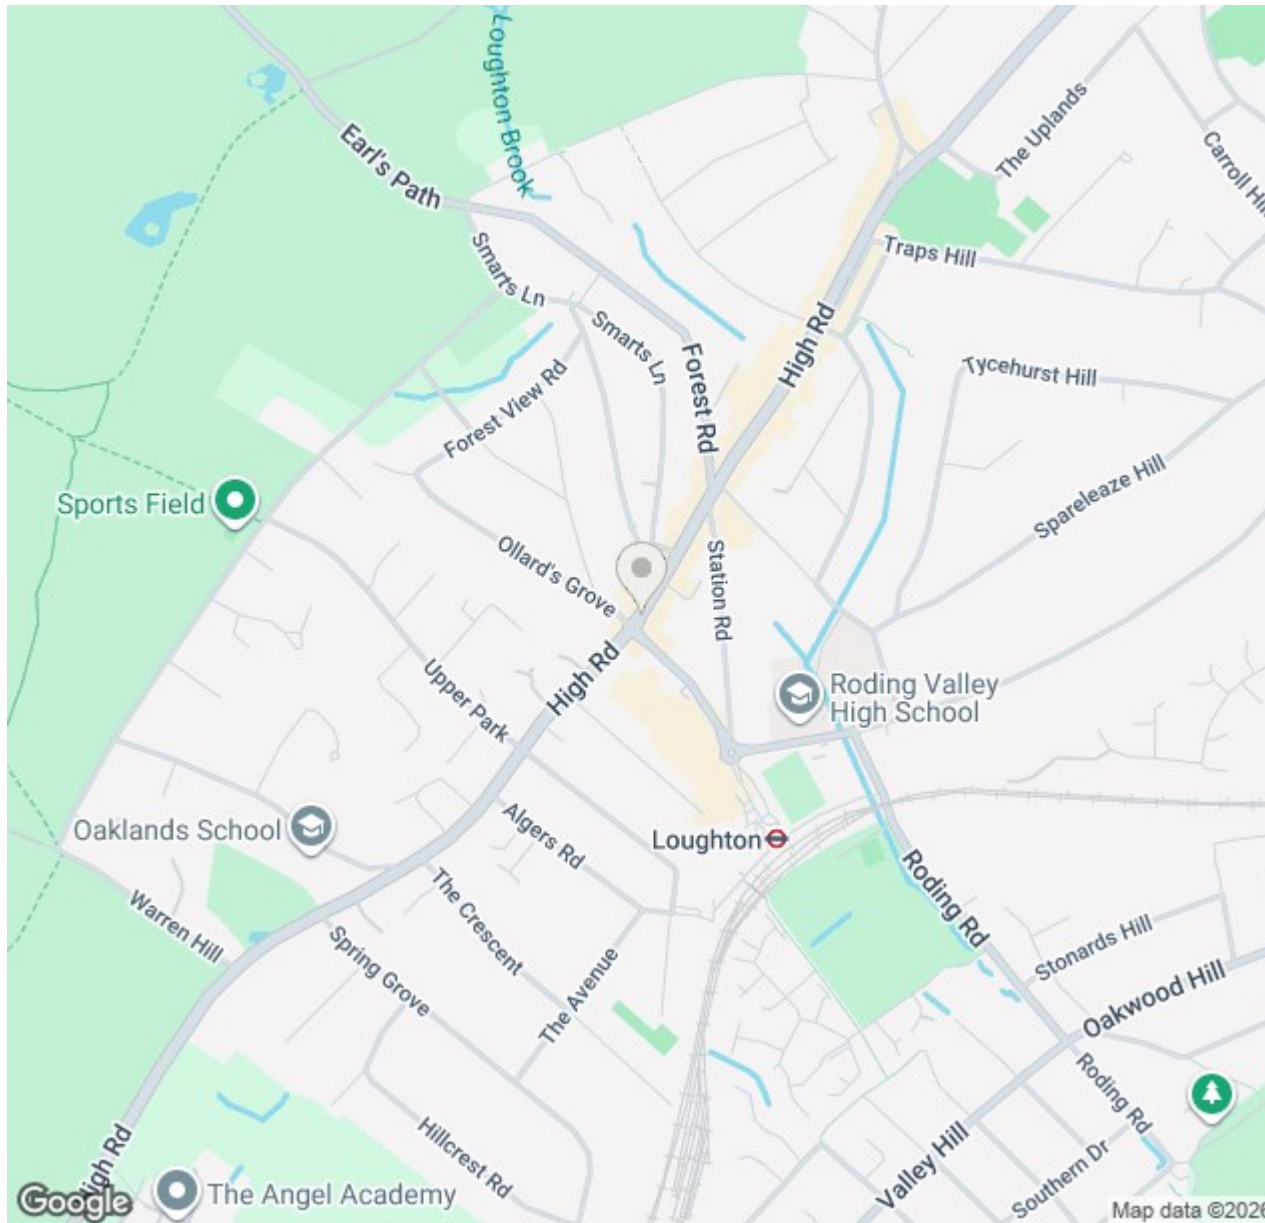 Loughton Brook
Earl's Path
The Uplands
Carroll Hill
Smarts Ln
Traps Hill
Smarts Ln
High Rd
Forest Rd
Tycehurst Hill
Forest View Rd
Sports Field
Spareleaze Hill
Ollard's Grove
Station Rd
High Rd
Upper Park
Roding Valley
High School
Oaklands School
Algers Rd
Loughton
Roding Rd
The Crescent
Warren Hill
Spring Grove
The Avenue
Stonards Hill
Oakwood Hill
Roding Rd
Hillcrest Rd
Valley Hill
Southern Dr
High Rd
The Angel Academy
Google
Map data ©2026